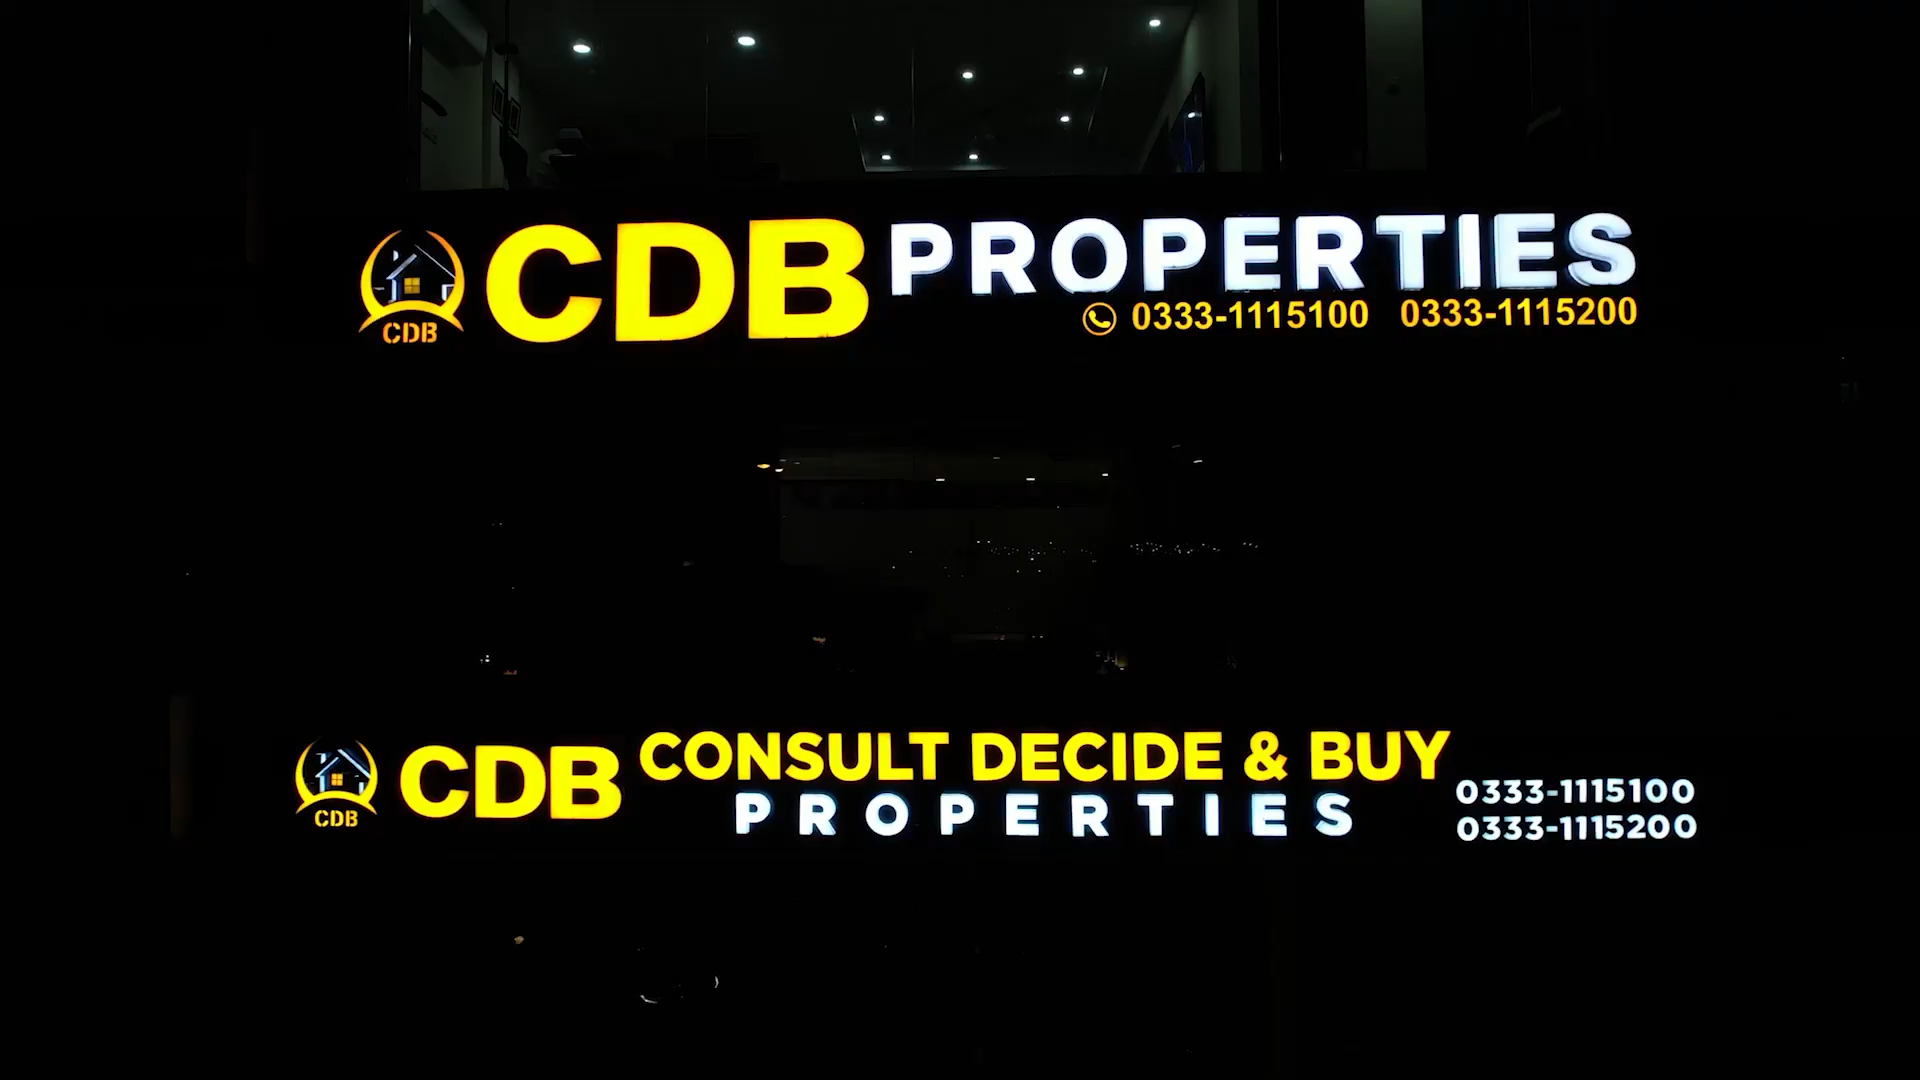 CDB PROPERTIES
CDB 0333-1115100 0333-1115200
CDB CONSULT DECIDE & BUY
PROPERTIES
0333-1115100
CDB 0333-1115200